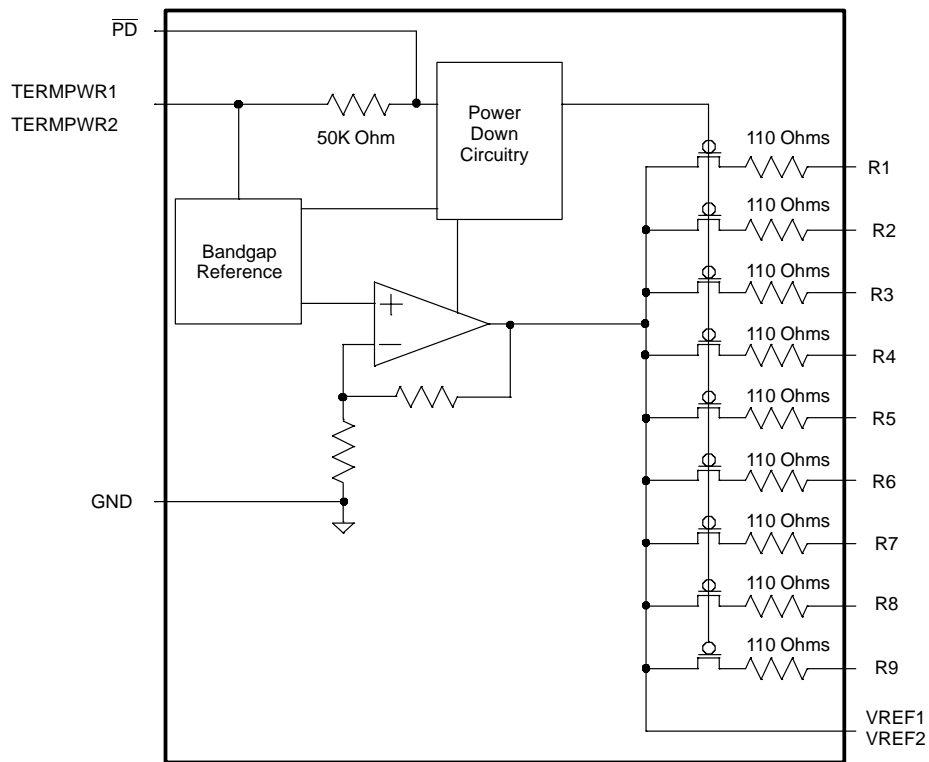 PD
TERMPWR1
TERMPWR2
50K Ohm
Power
Down
Circuitry
Bandgap
Reference
+
−
GND
110 Ohms
R1
110 Ohms
R2
110 Ohms
R3
110 Ohms
R4
110 Ohms
R5
110 Ohms
R6
110 Ohms
R7
110 Ohms
R8
110 Ohms
R9
VREF1
VREF2